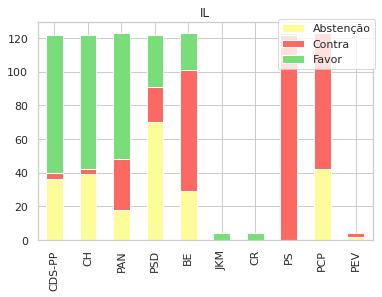 IL
Abstenção
Contra
Favor
120
100
80
60
40
20
0
CDS-PP
CH
PAN
PSD
BE
JKM
CR
PS
PCP
PEV